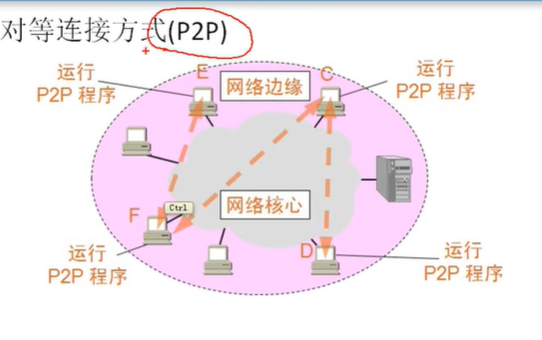 对等连接方式(P2P)
运行
P2P 程序
E
网络边缘
C
运行
P2P 程序
F
Ctrl
网络核心
D
运行
P2P 程序
运行
P2P 程序